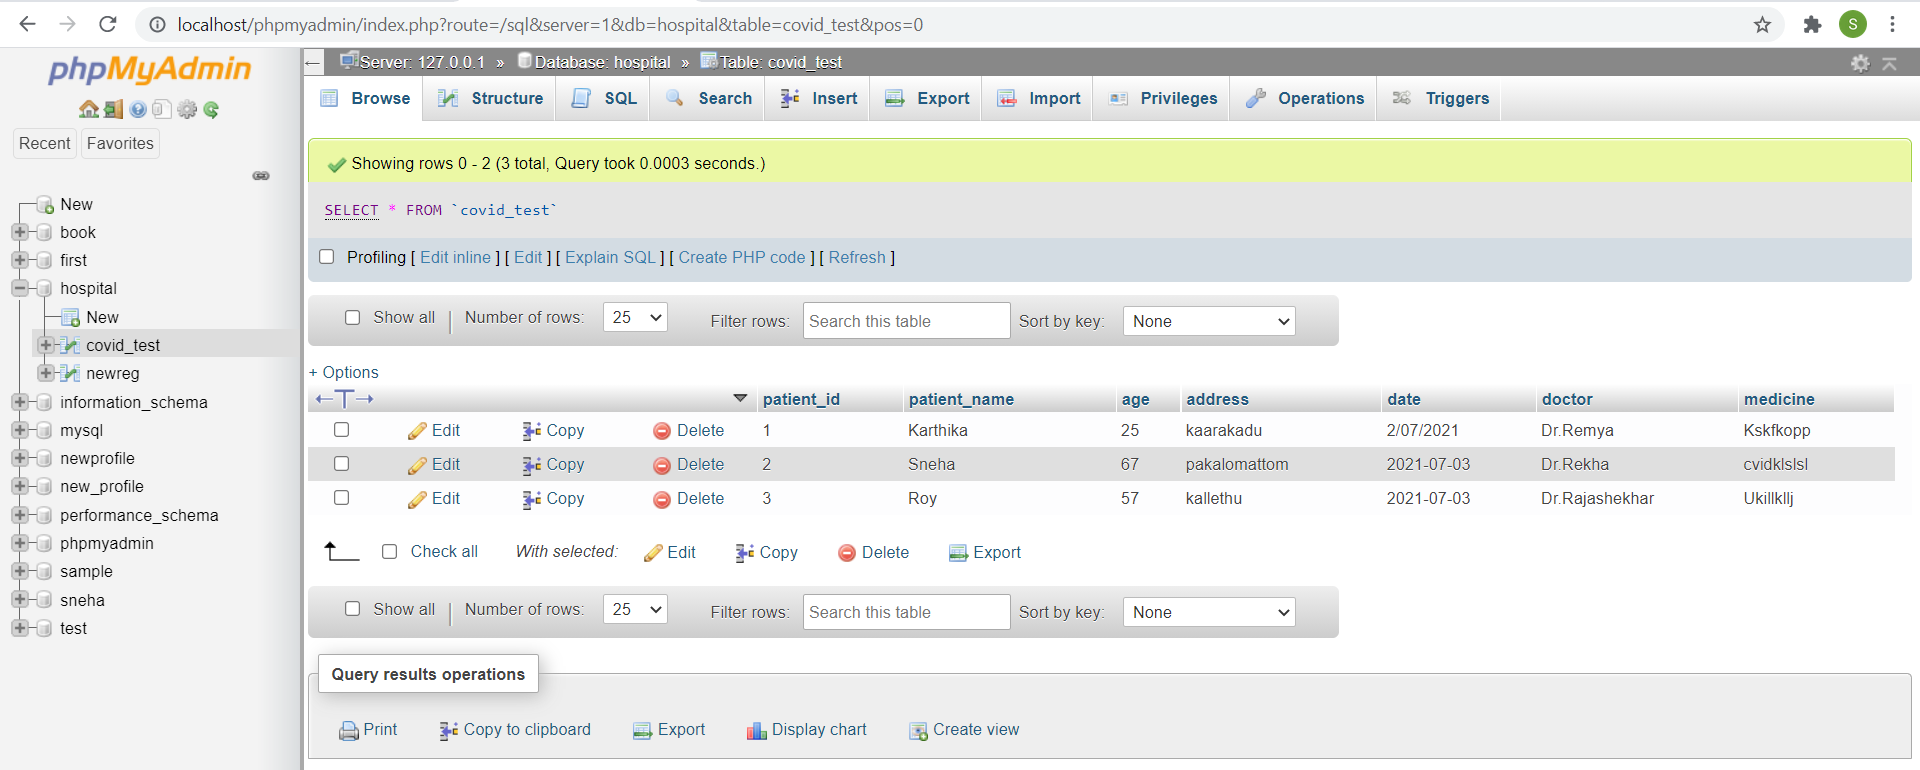 localhost/phpmyadmin/index.php?route=/sql&server=1&db=hospital&table=covid_test&pos=0
S
phpMyAdmin
Recent Favorites
New
book
first
hospital
New
covid_test
newreg
information_schema
mysql
newprofile
new_profile
performance_schema
phpmyadmin
sample
sneha
test
Server: 127.0.0.1 » Database: hospital » Table: covid_test
Browse Structure SQL Search Insert Export Import Privileges Operations Triggers
Showing rows 0 - 2 (3 total, Query took 0.0003 seconds.)
SELECT * FROM `covid_test`
Profiling [ Edit inline ] [ Edit ] [ Explain SQL ] [ Create PHP code ] [ Refresh ]
Show all | Number of rows: 25 Filter rows: Search this table Sort by key: None
+ Options
←T→ patient_id patient_name age address date doctor medicine
Edit Copy Delete 1 Karthika 25 kaarakadu 2/07/2021 Dr.Remya Kskfkopp
Edit Copy Delete 2 Sneha 67 pakalomattom 2021-07-03 Dr.Rekha cvidklslsl
Edit Copy Delete 3 Roy 57 kallethu 2021-07-03 Dr.Rajashekhar Ukillkllj
Check all With selected: Edit Copy Delete Export
Show all | Number of rows: 25 Filter rows: Search this table Sort by key: None
Query results operations
Print Copy to clipboard Export Display chart Create view